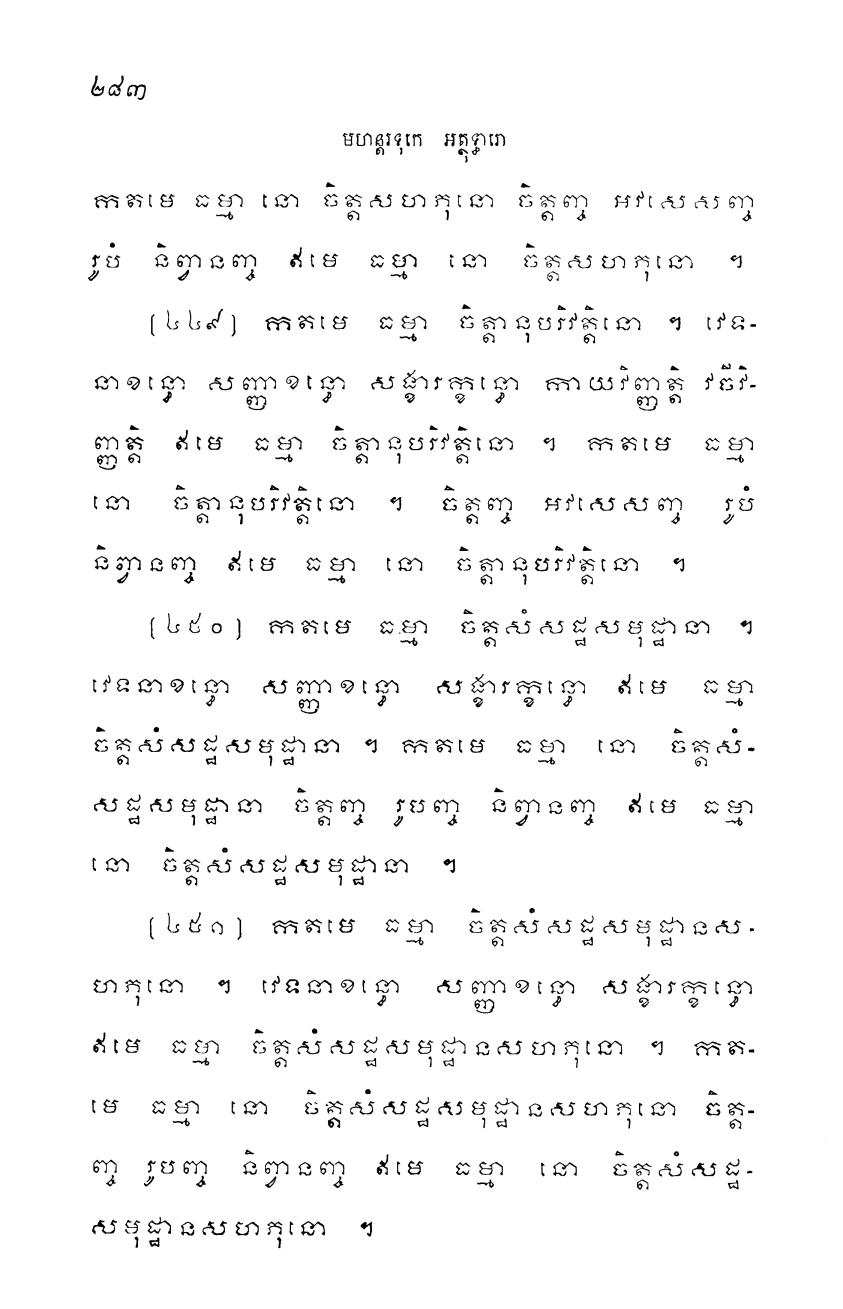 ២៨៣
មហន្តរទុកេ អត្ថុទ្ធារោ
កតមេ ធម្មា នោ ចិត្តសហភុនោ ចិត្តញ្ច អវសេសញ្ច
រូបំ និព្វានញ្ច ឥមេ ធម្មា នោ ចិត្តសហភុនោ ។
(៤៤៩) កតមេ ធម្មា ចិត្តានុបរិវត្តិនោ ។ វេទ-
នាខន្ធោ សញ្ញាខន្ធោ សង្ខារក្ខន្ធោ កាយវិញ្ញត្តិ វចីវិ-
ញ្ញត្តិ ឥមេ ធម្មា ចិត្តានុបរិវត្តិនោ ។ កតមេ ធម្មា
នោ ចិត្តានុបរិវត្តិនោ ។ ចិត្តញ្ច អវសេសញ្ច រូបំ
និព្វានញ្ច ឥមេ ធម្មា នោ ចិត្តានុបរិវត្តិនោ ។
(៤៥០) កតមេ ធម្មា ចិត្តសំសដ្ឋសមុដ្ឋានា ។
វេទនាខន្ធោ សញ្ញាខន្ធោ សង្ខារក្ខន្ធោ ឥមេ ធម្មា
ចិត្តសំសដ្ឋសមុដ្ឋានា ។ កតមេ ធម្មា នោ ចិត្តសំ-
សដ្ឋសមុដ្ឋានា ចិត្តញ្ច រូបញ្ច និព្វានញ្ច ឥមេ ធម្មា
នោ ចិត្តសំសដ្ឋសមុដ្ឋានា ។
(៤៥១) កតមេ ធម្មា ចិត្តសំសដ្ឋសមុដ្ឋានស-
ហភុនោ ។ វេទនាខន្ធោ សញ្ញាខន្ធោ សង្ខារក្ខន្ធោ
ឥមេ ធម្មា ចិត្តសំសដ្ឋសមុដ្ឋានសហភុនោ ។ កត-
មេ ធម្មា នោ ចិត្តសំសដ្ឋសមុដ្ឋានសហភុនោ ចិត្ត-
ញ្ច រូបញ្ច និព្វានញ្ច ឥមេ ធម្មា នោ ចិត្តសំសដ្ឋ-
សមុដ្ឋានសហភុនោ ។